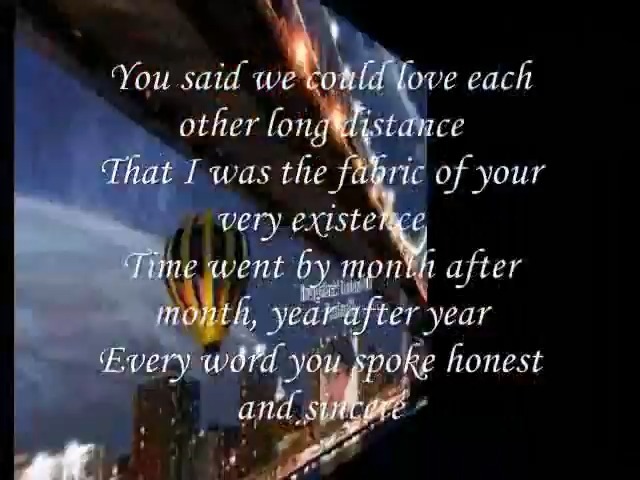 You said we could love each
other long distance
That I was the fabric of your
very existence
Time went by month after
month, year after year
Every word you spoke honest
and sincere